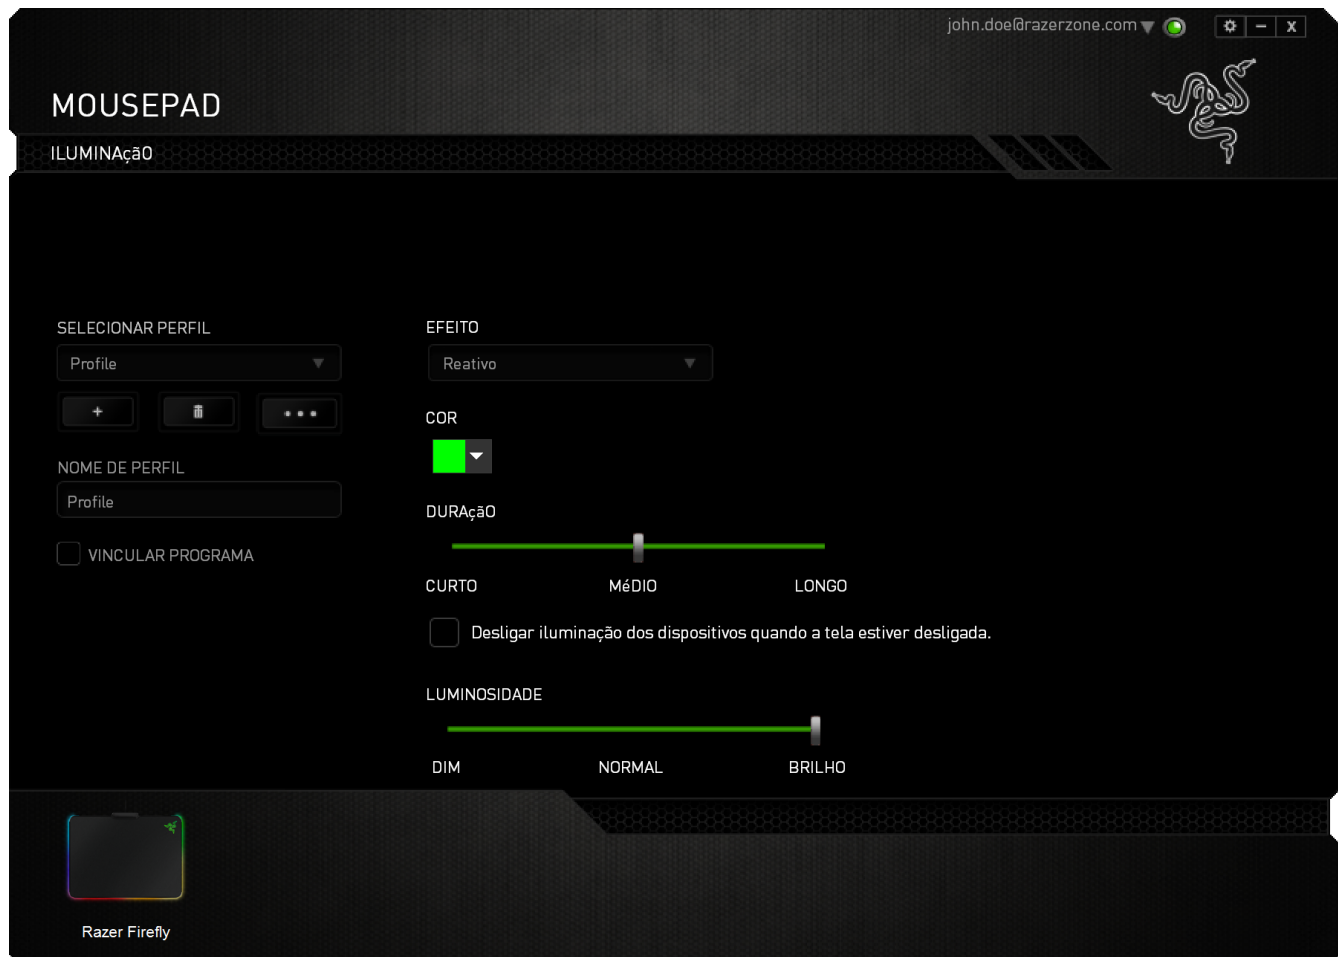 john.doe@razerzone.com
MOUSEPAD
ILUMINAçãO
SELECIONAR PERFIL
Profile
NOME DE PERFIL
Profile
VINCULAR PROGRAMA
EFEITO
Reativo
COR
DURAçãO
CURTO MéDIO LONGO
Desligar iluminação dos dispositivos quando a tela estiver desligada.
LUMINOSIDADE
DIM NORMAL BRILHO
Razer Firefly